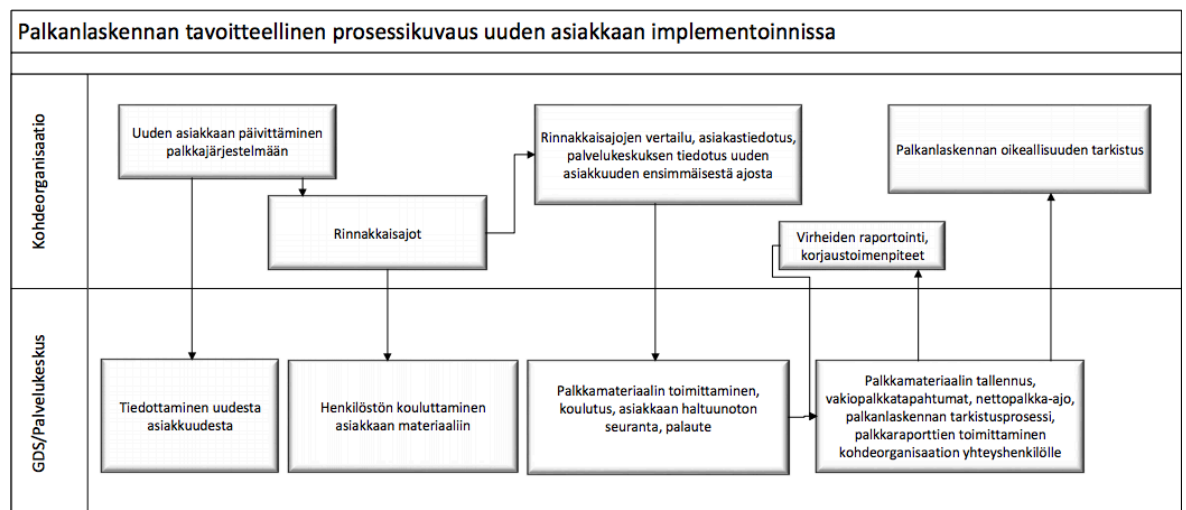 Palkanlaskennan tavoitteellinen prosessikuvaus uuden asiakkaan implementoinnissa
Kohdeorganisaatio
Uuden asiakkaan päivittäminen
palkkajärjestelmään
Rinnakkaisajot
Rinnakkaisajojen vertailu, asiakastiedotus,
palvelukeskuksen tiedotus uuden
asiakkuuden ensimmäisestä ajosta
Virheiden raportointi,
korjaustoimenpiteet
Palkanlaskennan oikeallisuuden tarkistus
GDS/Palvelukeskus
Tiedottaminen uudesta
asiakkuudesta
Henkilöstön kouluttaminen
asiakkaan materiaaliin
Palkkamateriaalin toimittaminen,
koulutus, asiakkaan haltuunoton
seuranta, palaute
Palkkamateriaalin tallennus,
vakiopalkkatapahtumat, nettopalkka-ajo,
palkanlaskennan tarkistusprosessi,
palkkaraporttien toimittaminen
kohdeorganisaation yhteyshenkilölle